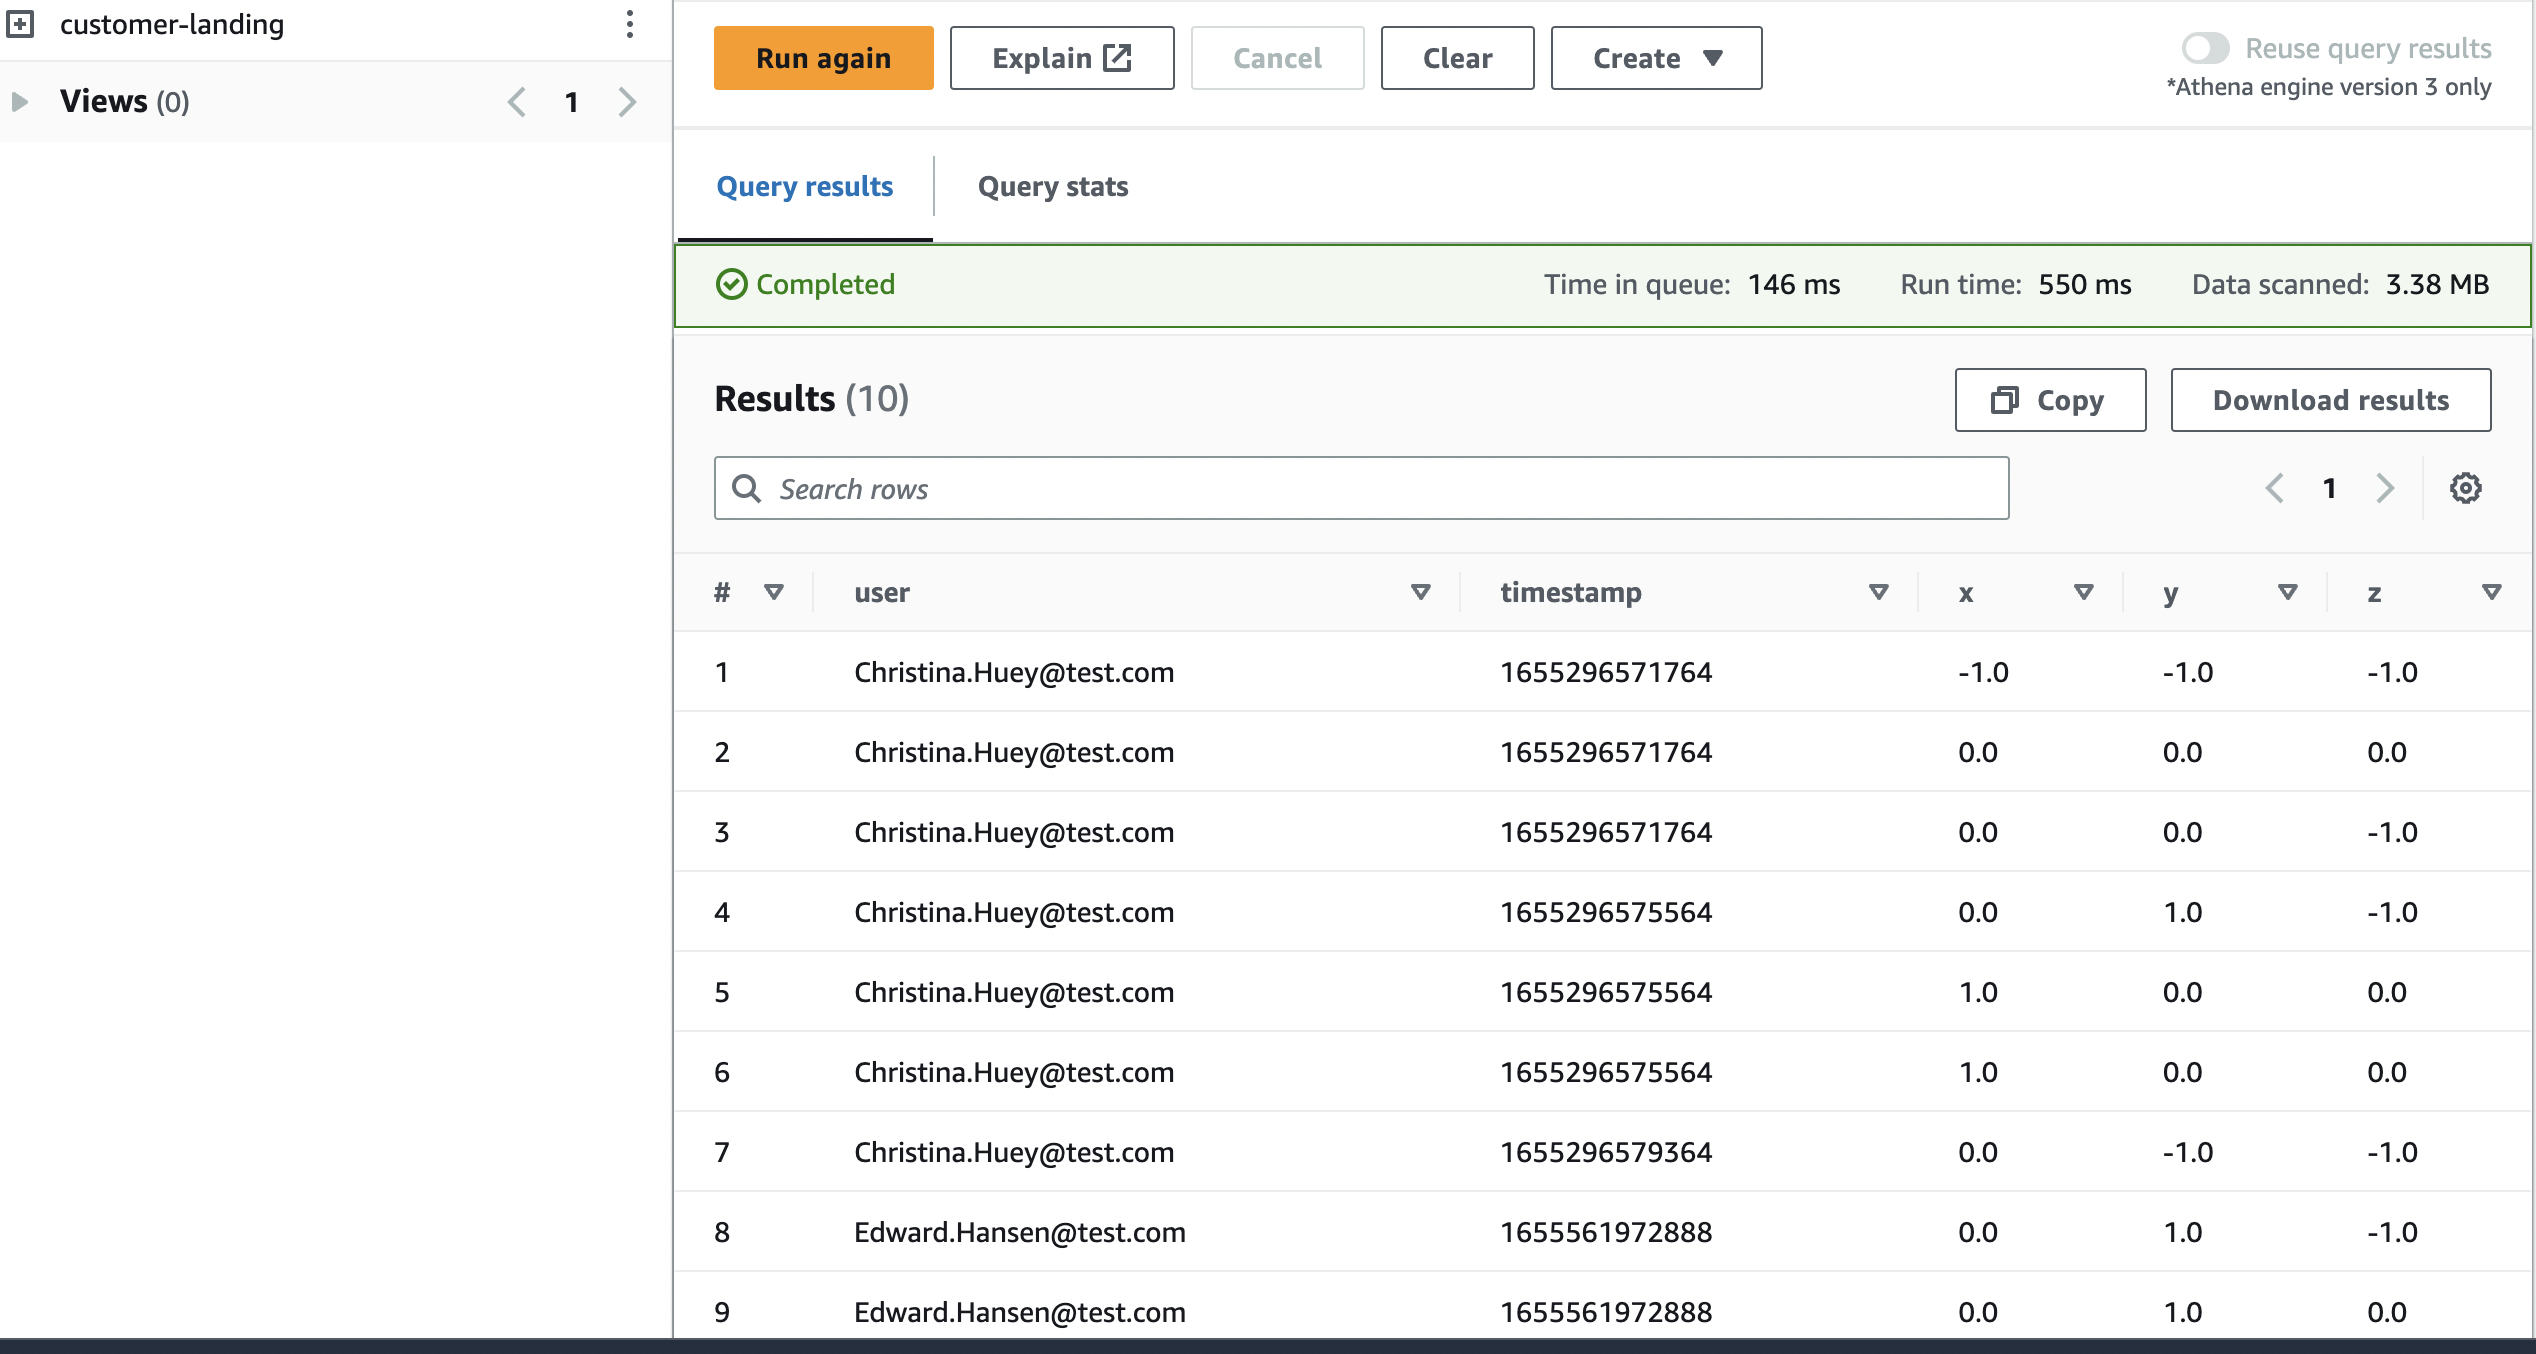 customer-landing
Views (0) 1
Run again Explain Cancel Clear Create Reuse query results
*Athena engine version 3 only
Query results Query stats
Completed Time in queue: 146 ms Run time: 550 ms Data scanned: 3.38 MB
Results (10) Copy Download results
Search rows 1
# user timestamp x y z
1 Christina.Huey@test.com 1655296571764 -1.0 -1.0 -1.0
2 Christina.Huey@test.com 1655296571764 0.0 0.0 0.0
3 Christina.Huey@test.com 1655296571764 0.0 0.0 -1.0
4 Christina.Huey@test.com 1655296575564 0.0 1.0 -1.0
5 Christina.Huey@test.com 1655296575564 1.0 0.0 0.0
6 Christina.Huey@test.com 1655296575564 1.0 0.0 0.0
7 Christina.Huey@test.com 1655296579364 0.0 -1.0 -1.0
8 Edward.Hansen@test.com 1655561972888 0.0 1.0 -1.0
9 Edward.Hansen@test.com 1655561972888 0.0 1.0 0.0